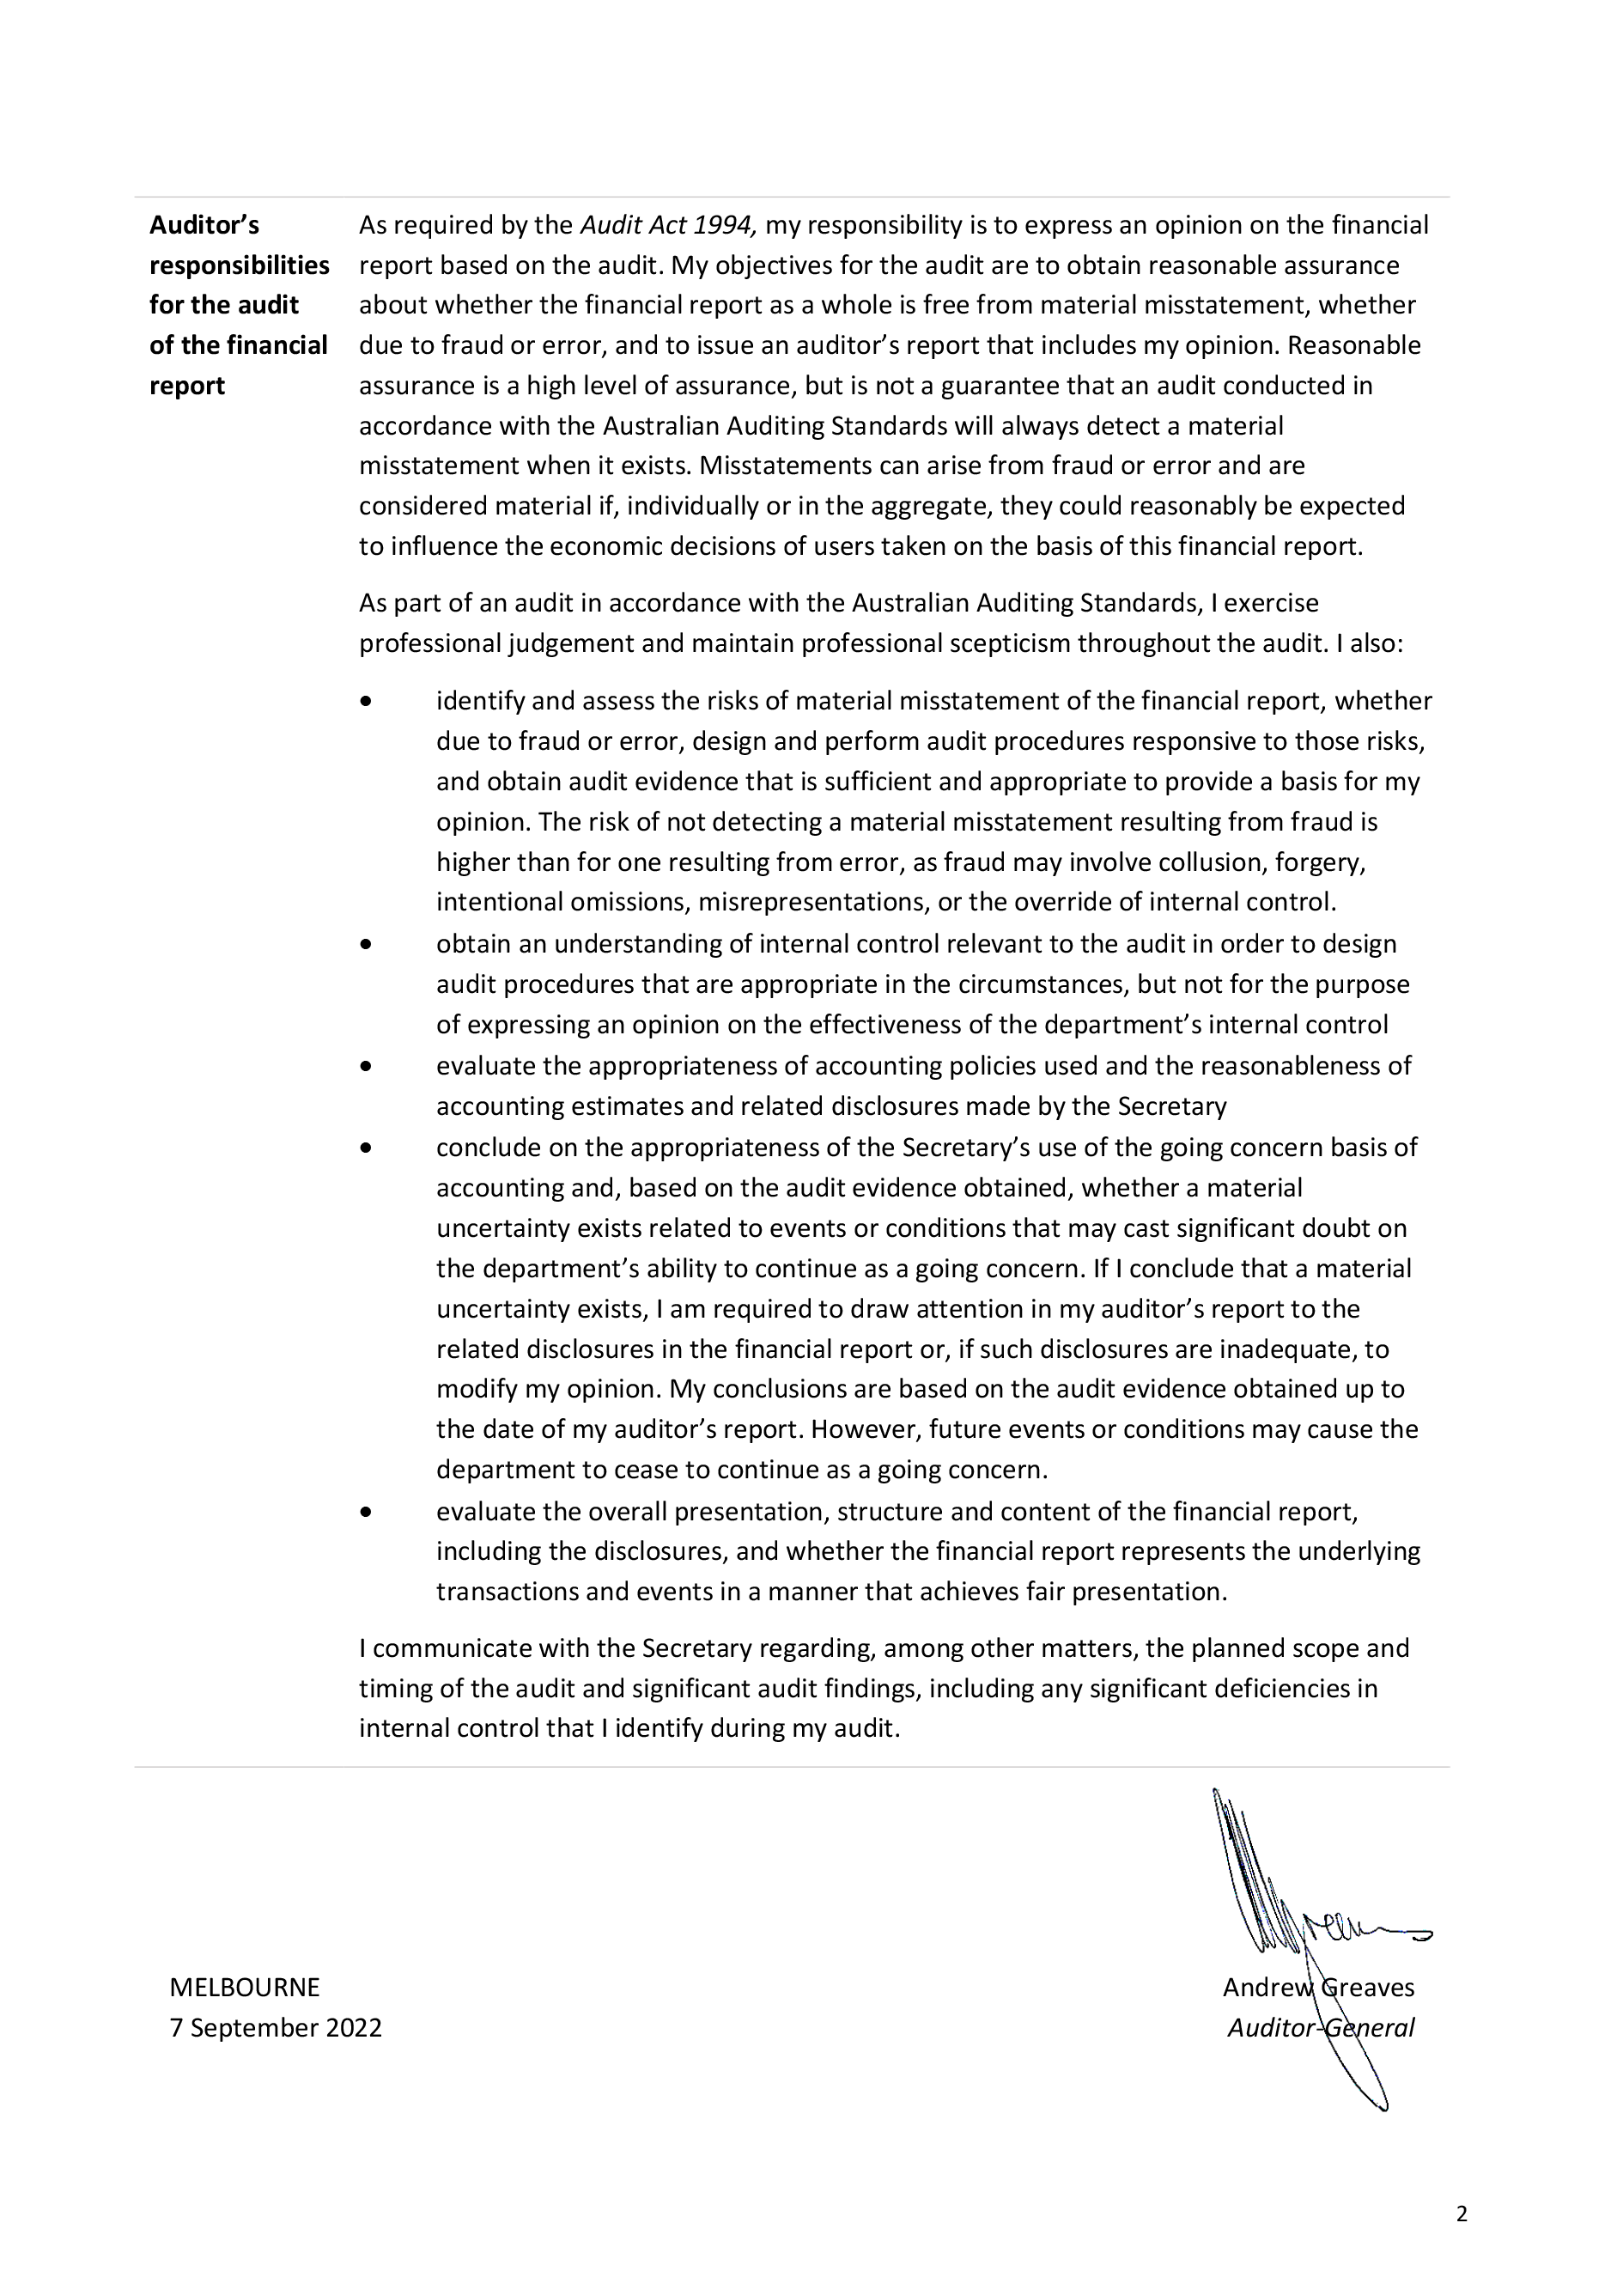 Auditor’s
responsibilities
for the audit
of the financial
report
As required by the Audit Act 1994, my responsibility is to express an opinion on the financial
report based on the audit. My objectives for the audit are to obtain reasonable assurance
about whether the financial report as a whole is free from material misstatement, whether
due to fraud or error, and to issue an auditor’s report that includes my opinion. Reasonable
assurance is a high level of assurance, but is not a guarantee that an audit conducted in
accordance with the Australian Auditing Standards will always detect a material
misstatement when it exists. Misstatements can arise from fraud or error and are
considered material if, individually or in the aggregate, they could reasonably be expected
to influence the economic decisions of users taken on the basis of this financial report.
As part of an audit in accordance with the Australian Auditing Standards, I exercise
professional judgement and maintain professional scepticism throughout the audit. I also:
• identify and assess the risks of material misstatement of the financial report, whether
due to fraud or error, design and perform audit procedures responsive to those risks,
and obtain audit evidence that is sufficient and appropriate to provide a basis for my
opinion. The risk of not detecting a material misstatement resulting from fraud is
higher than for one resulting from error, as fraud may involve collusion, forgery,
intentional omissions, misrepresentations, or the override of internal control.
• obtain an understanding of internal control relevant to the audit in order to design
audit procedures that are appropriate in the circumstances, but not for the purpose
of expressing an opinion on the effectiveness of the department’s internal control
• evaluate the appropriateness of accounting policies used and the reasonableness of
accounting estimates and related disclosures made by the Secretary
• conclude on the appropriateness of the Secretary’s use of the going concern basis of
accounting and, based on the audit evidence obtained, whether a material
uncertainty exists related to events or conditions that may cast significant doubt on
the department’s ability to continue as a going concern. If I conclude that a material
uncertainty exists, I am required to draw attention in my auditor’s report to the
related disclosures in the financial report or, if such disclosures are inadequate, to
modify my opinion. My conclusions are based on the audit evidence obtained up to
the date of my auditor’s report. However, future events or conditions may cause the
department to cease to continue as a going concern.
• evaluate the overall presentation, structure and content of the financial report,
including the disclosures, and whether the financial report represents the underlying
transactions and events in a manner that achieves fair presentation.
I communicate with the Secretary regarding, among other matters, the planned scope and
timing of the audit and significant audit findings, including any significant deficiencies in
internal control that I identify during my audit.
MELBOURNE
7 September 2022
Andrew Greaves
Auditor-General
2